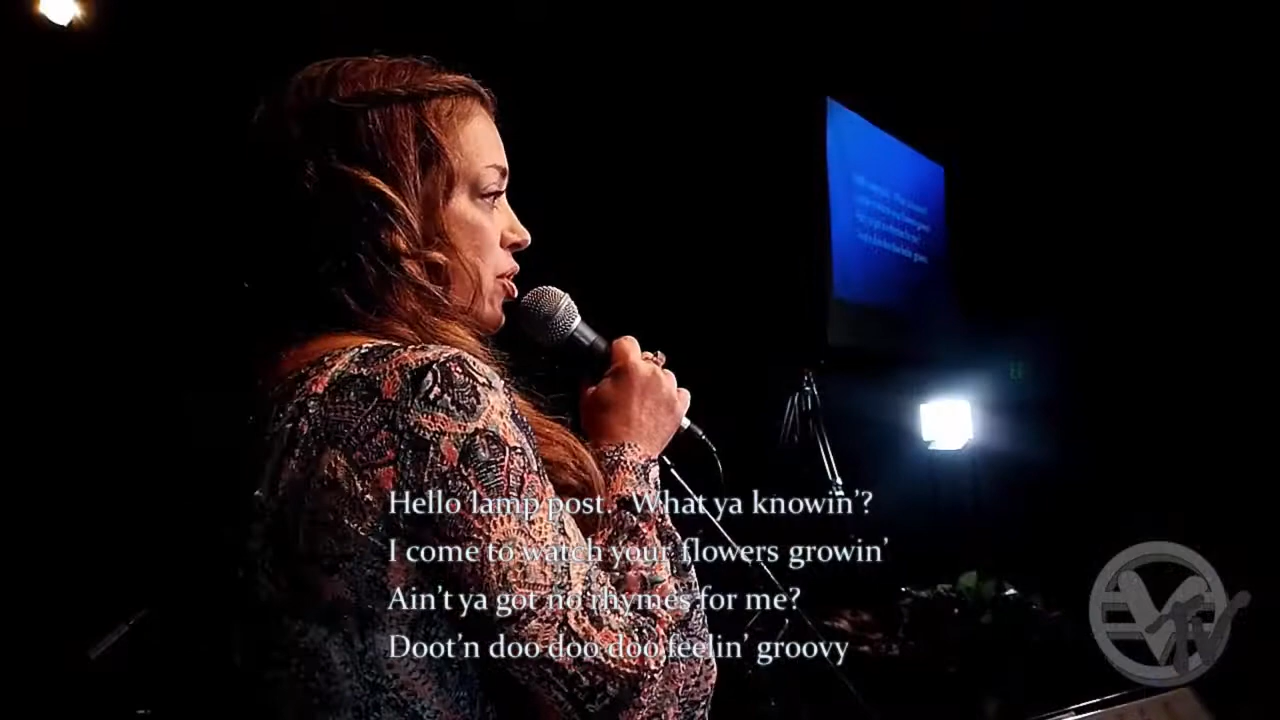 Hello lamp post. What ya knowin'?
I come to watch your flowers growin'
Ain't ya got no rhymes for me?
Doot'n doo doo doo feelin' groovy
VTV